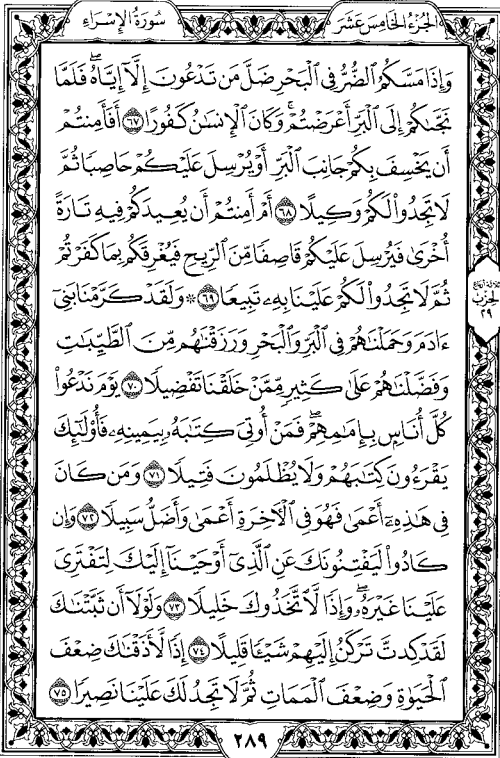 الجزء الخامس عشر
سورة الإسراء
وَإِذَا مَسَّكُمُ ٱلضُّرُّ فِى ٱلْبَحْرِ ضَلَّ مَن تَدْعُونَ إِلَّآ إِيَّاهُ ۖ فَلَمَّا
نَجَّىٰكُمْ إِلَى ٱلْبَرِّ أَعْرَضْتُمْ ۚ وَكَانَ ٱلْإِنسَٰنُ كَفُورًا ٦٧ أَفَأَمِنتُمْ
أَن يَخْسِفَ بِكُمْ جَانِبَ ٱلْبَرِّ أَوْ يُرْسِلَ عَلَيْكُمْ حَاصِبًا ثُمَّ
لَا تَجِدُوا۟ لَكُمْ وَكِيلًا ٦٨ أَمْ أَمِنتُمْ أَن يُعِيدَكُمْ فِيهِ تَارَةً
أُخْرَىٰ فَيُرْسِلَ عَلَيْكُمْ قَاصِفًا مِّنَ ٱلرِّيحِ فَيُغْرِقَكُم بِمَا كَفَرْتُمْ
ثُمَّ لَا تَجِدُوا۟ لَكُمْ عَلَيْنَا بِهِۦ تَبِيعًا ٦٩ ۞ وَلَقَدْ كَرَّمْنَا بَنِىٓ
ءَادَمَ وَحَمَلْنَٰهُمْ فِى ٱلْبَرِّ وَٱلْبَحْرِ وَرَزَقْنَٰهُم مِّنَ ٱلطَّيِّبَٰتِ
وَفَضَّلْنَٰهُمْ عَلَىٰ كَثِيرٍ مِّمَّنْ خَلَقْنَا تَفْضِيلًا ٧٠ يَوْمَ نَدْعُوا۟
كُلَّ أُنَاسٍۭ بِإِمَٰمِهِمْ ۖ فَمَنْ أُوتِىَ كِتَٰبَهُۥ بِيَمِينِهِۦ فَأُو۟لَٰٓئِكَ
يَقْرَءُونَ كِتَٰبَهُمْ وَلَا يُظْلَمُونَ فَتِيلًا ٧١ وَمَن كَانَ
فِى هَٰذِهِۦٓ أَعْمَىٰ فَهُوَ فِى ٱلْءَاخِرَةِ أَعْمَىٰ وَأَضَلُّ سَبِيلًا ٧٢ وَإِن
كَادُوا۟ لَيَفْتِنُونَكَ عَنِ ٱلَّذِىٓ أَوْحَيْنَآ إِلَيْكَ لِتَفْتَرِىَ
عَلَيْنَا غَيْرَهُۥ ۖ وَإِذًا لَّٱتَّخَذُوكَ خَلِيلًا ٧٣ وَلَوْلَآ أَن ثَبَّتْنَٰكَ
لَقَدْ كِدتَّ تَرْكَنُ إِلَيْهِمْ شَيْـًٔا قَلِيلًا ٧٤ إِذًا لَّأَذَقْنَٰكَ ضِعْفَ
ٱلْحَيَوٰةِ وَضِعْفَ ٱلْمَمَاتِ ثُمَّ لَا تَجِدُ لَكَ عَلَيْنَا نَصِيرًا ٧٥
الحزب
٢٩
٢٨٩